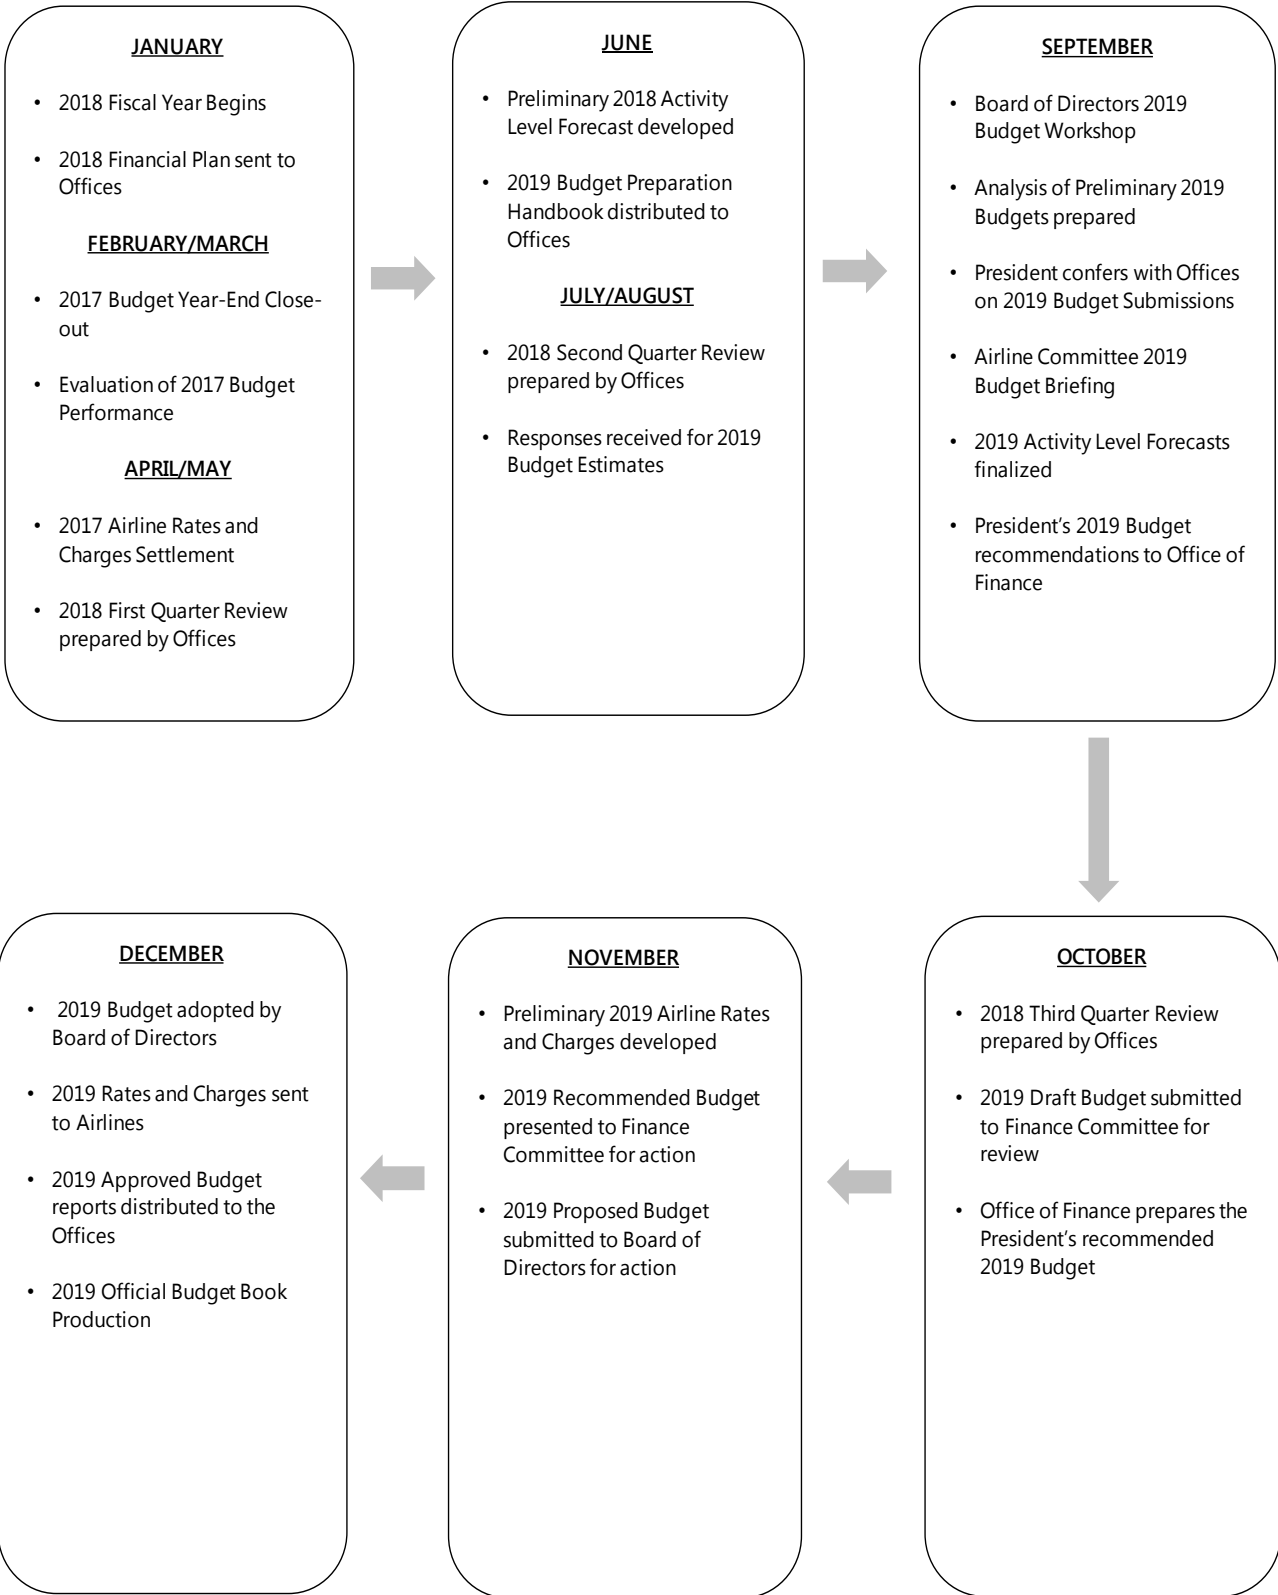 JANUARY
• 2018 Fiscal Year Begins
• 2018 Financial Plan sent to
Offices
FEBRUARY/MARCH
• 2017 Budget Year-End Close-
out
• Evaluation of 2017 Budget
Performance
APRIL/MAY
• 2017 Airline Rates and
Charges Settlement
• 2018 First Quarter Review
prepared by Offices
JUNE
• Preliminary 2018 Activity
Level Forecast developed
• 2019 Budget Preparation
Handbook distributed to
Offices
JULY/AUGUST
• 2018 Second Quarter Review
prepared by Offices
• Responses received for 2019
Budget Estimates
SEPTEMBER
• Board of Directors 2019
Budget Workshop
• Analysis of Preliminary 2019
Budgets prepared
• President confers with Offices
on 2019 Budget Submissions
• Airline Committee 2019
Budget Briefing
• 2019 Activity Level Forecasts
finalized
• President's 2019 Budget
recommendations to Office of
Finance
OCTOBER
• 2018 Third Quarter Review
prepared by Offices
• 2019 Draft Budget submitted
to Finance Committee for
review
• Office of Finance prepares the
President's recommended
2019 Budget
NOVEMBER
• Preliminary 2019 Airline Rates
and Charges developed
• 2019 Recommended Budget
presented to Finance
Committee for action
• 2019 Proposed Budget
submitted to Board of
Directors for action
DECEMBER
• 2019 Budget adopted by
Board of Directors
• 2019 Rates and Charges sent
to Airlines
• 2019 Approved Budget
reports distributed to the
Offices
• 2019 Official Budget Book
Production